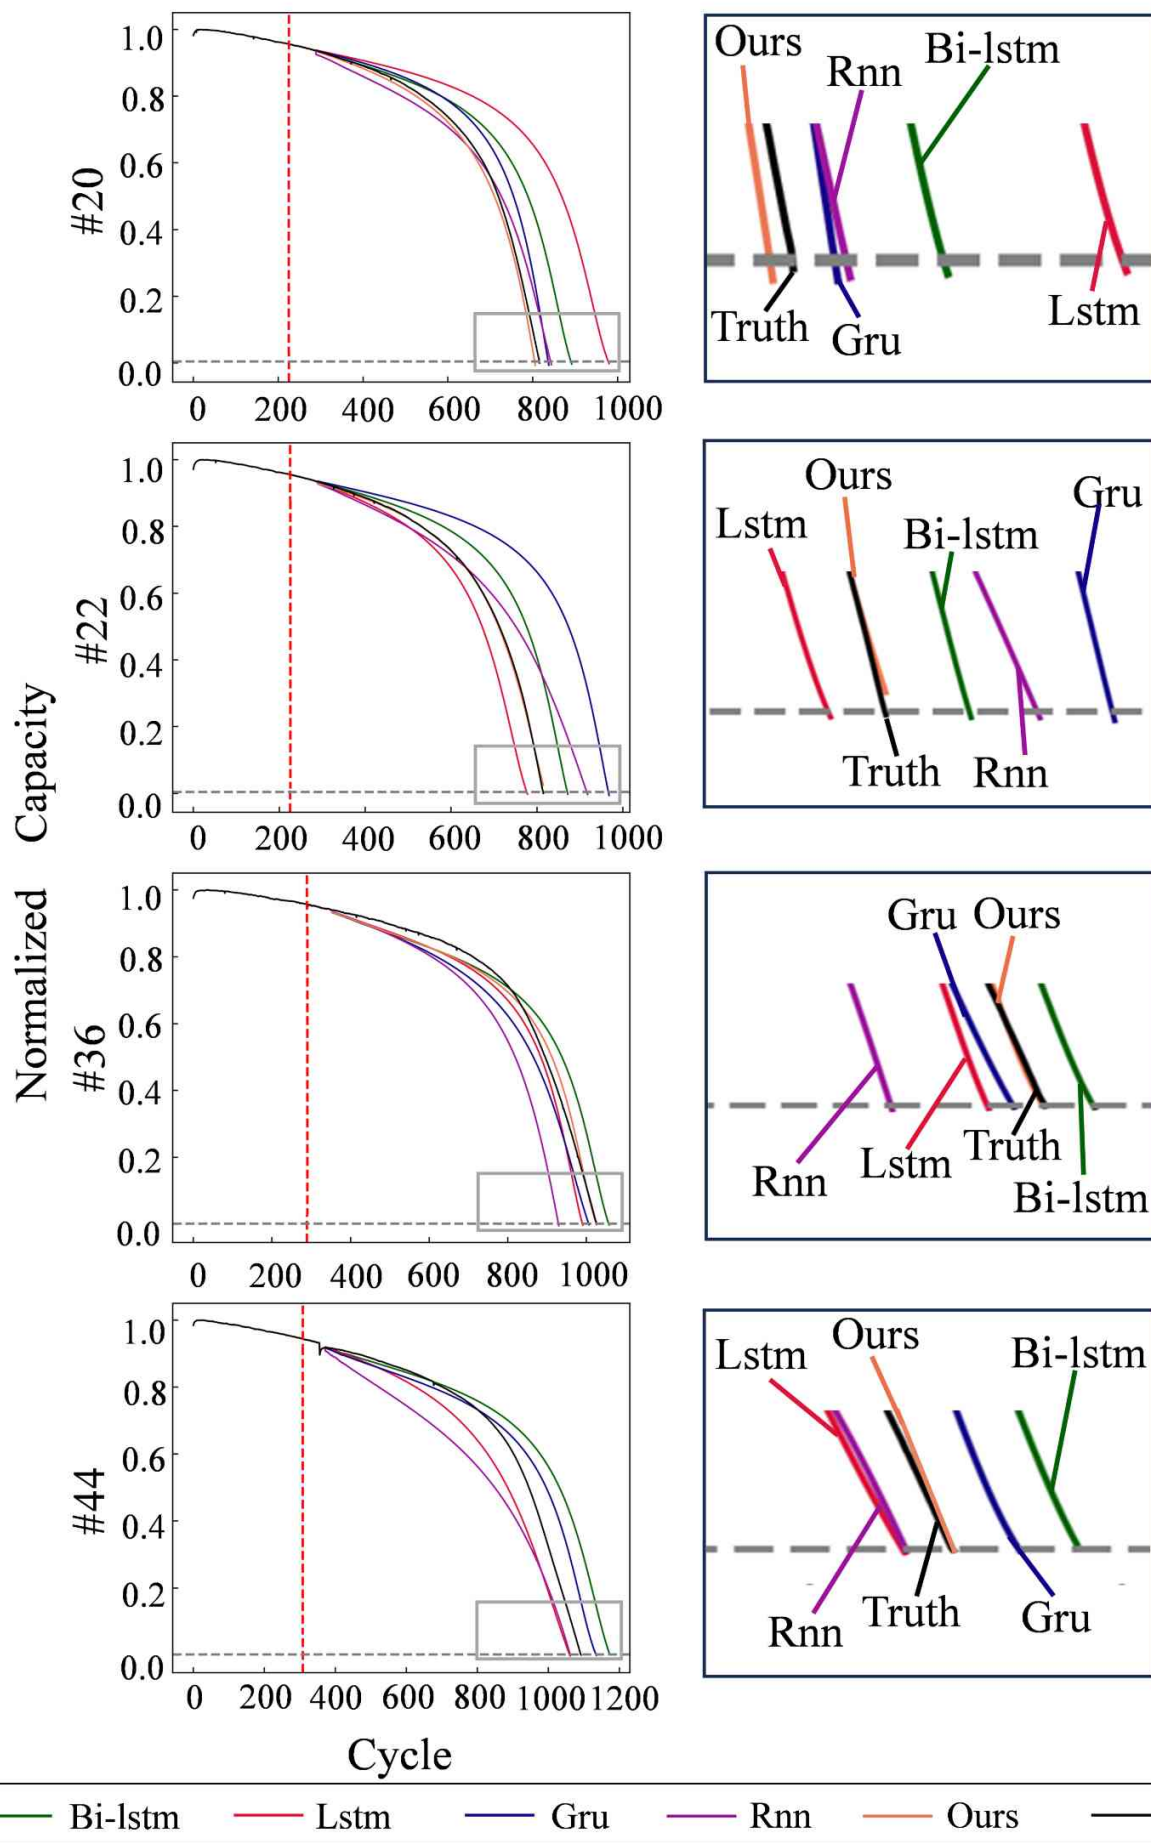 Normalized Capacity
#20
1.0
0.8
0.6
0.4
0.2
0.0
0 200 400 600 800 1000
Ours
Rnn
Bi-lstm
Truth
Gru
Lstm
#22
1.0
0.8
0.6
0.4
0.2
0.0
0 200 400 600 800 1000
Lstm
Ours
Bi-lstm
Gru
Truth
Rnn
#36
1.0
0.8
0.6
0.4
0.2
0.0
0 200 400 600 800 1000
Gru Ours
Rnn
Lstm
Truth
Bi-lstm
#44
1.0
0.8
0.6
0.4
0.2
0.0
0 200 400 600 800 1000 1200
Lstm
Ours
Bi-lstm
Rnn
Truth
Gru
Cycle
Bi-lstm Lstm Gru Rnn Ours